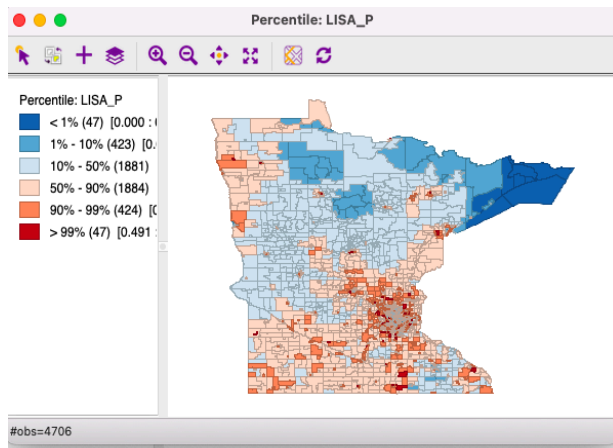 Percentile: LISA_P
Percentile: LISA_P
< 1% (47) [0.000 :
1% - 10% (423) [0.
10% - 50% (1881)
50% - 90% (1884)
90% - 99% (424) [
> 99% (47) [0.491 :
#obs=4706